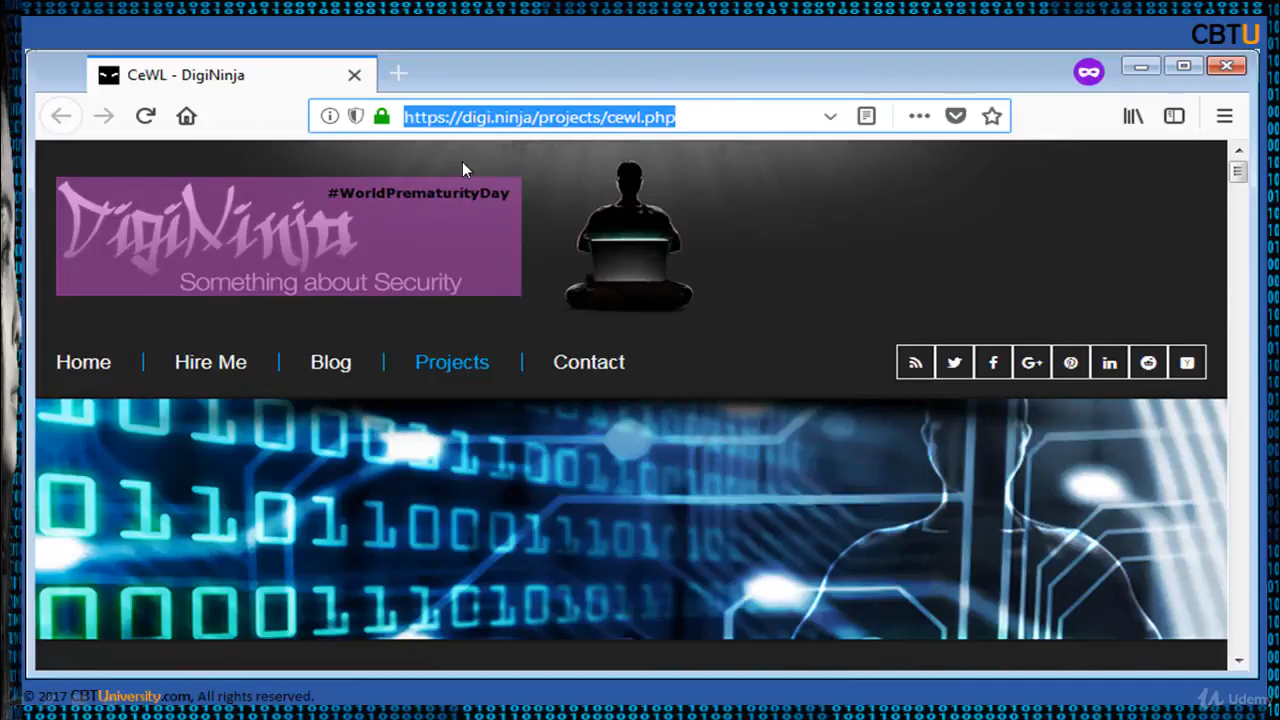 CBTU
CeWL - DigiNinja
https://digi.ninja/projects/cewl.php
#WorldPrematurityDay
DigiNinja
Something about Security
Home | Hire Me | Blog | Projects | Contact
© 2017 CBTUniversity.com, All rights reserved.
Udemy